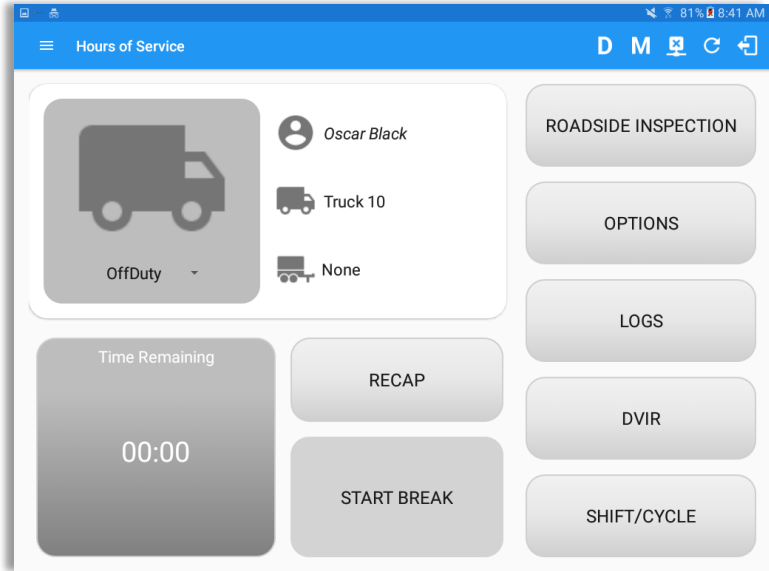 81% 8:41 AM
Hours of Service
D M
Oscar Black
Truck 10
None
OffDuty
Time Remaining
00:00
RECAP
START BREAK
ROADSIDE INSPECTION
OPTIONS
LOGS
DVIR
SHIFT/CYCLE